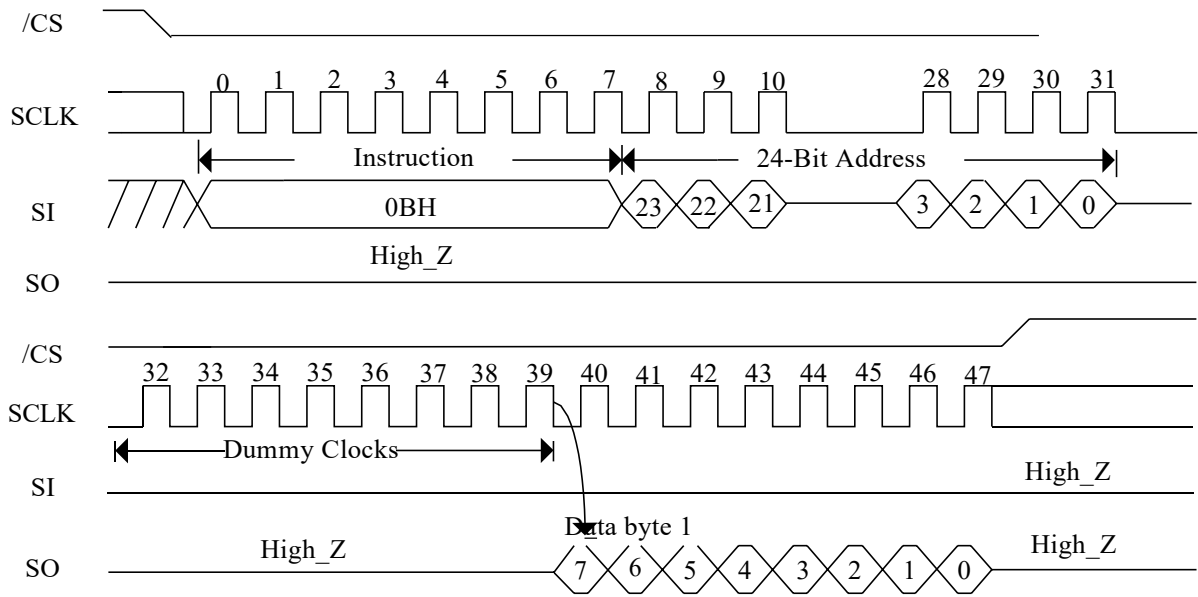 /CS
0 1 2 3 4 5 6 7 8 9 10 28 29 30 31
SCLK
Instruction 24-Bit Address
SI 0BH 23 22 21 3 2 1 0
High_Z
SO
/CS
32 33 34 35 36 37 38 39 40 41 42 43 44 45 46 47
SCLK
Dummy Clocks
High_Z
SI
Data byte 1
High_Z High_Z
SO 7 6 5 4 3 2 1 0